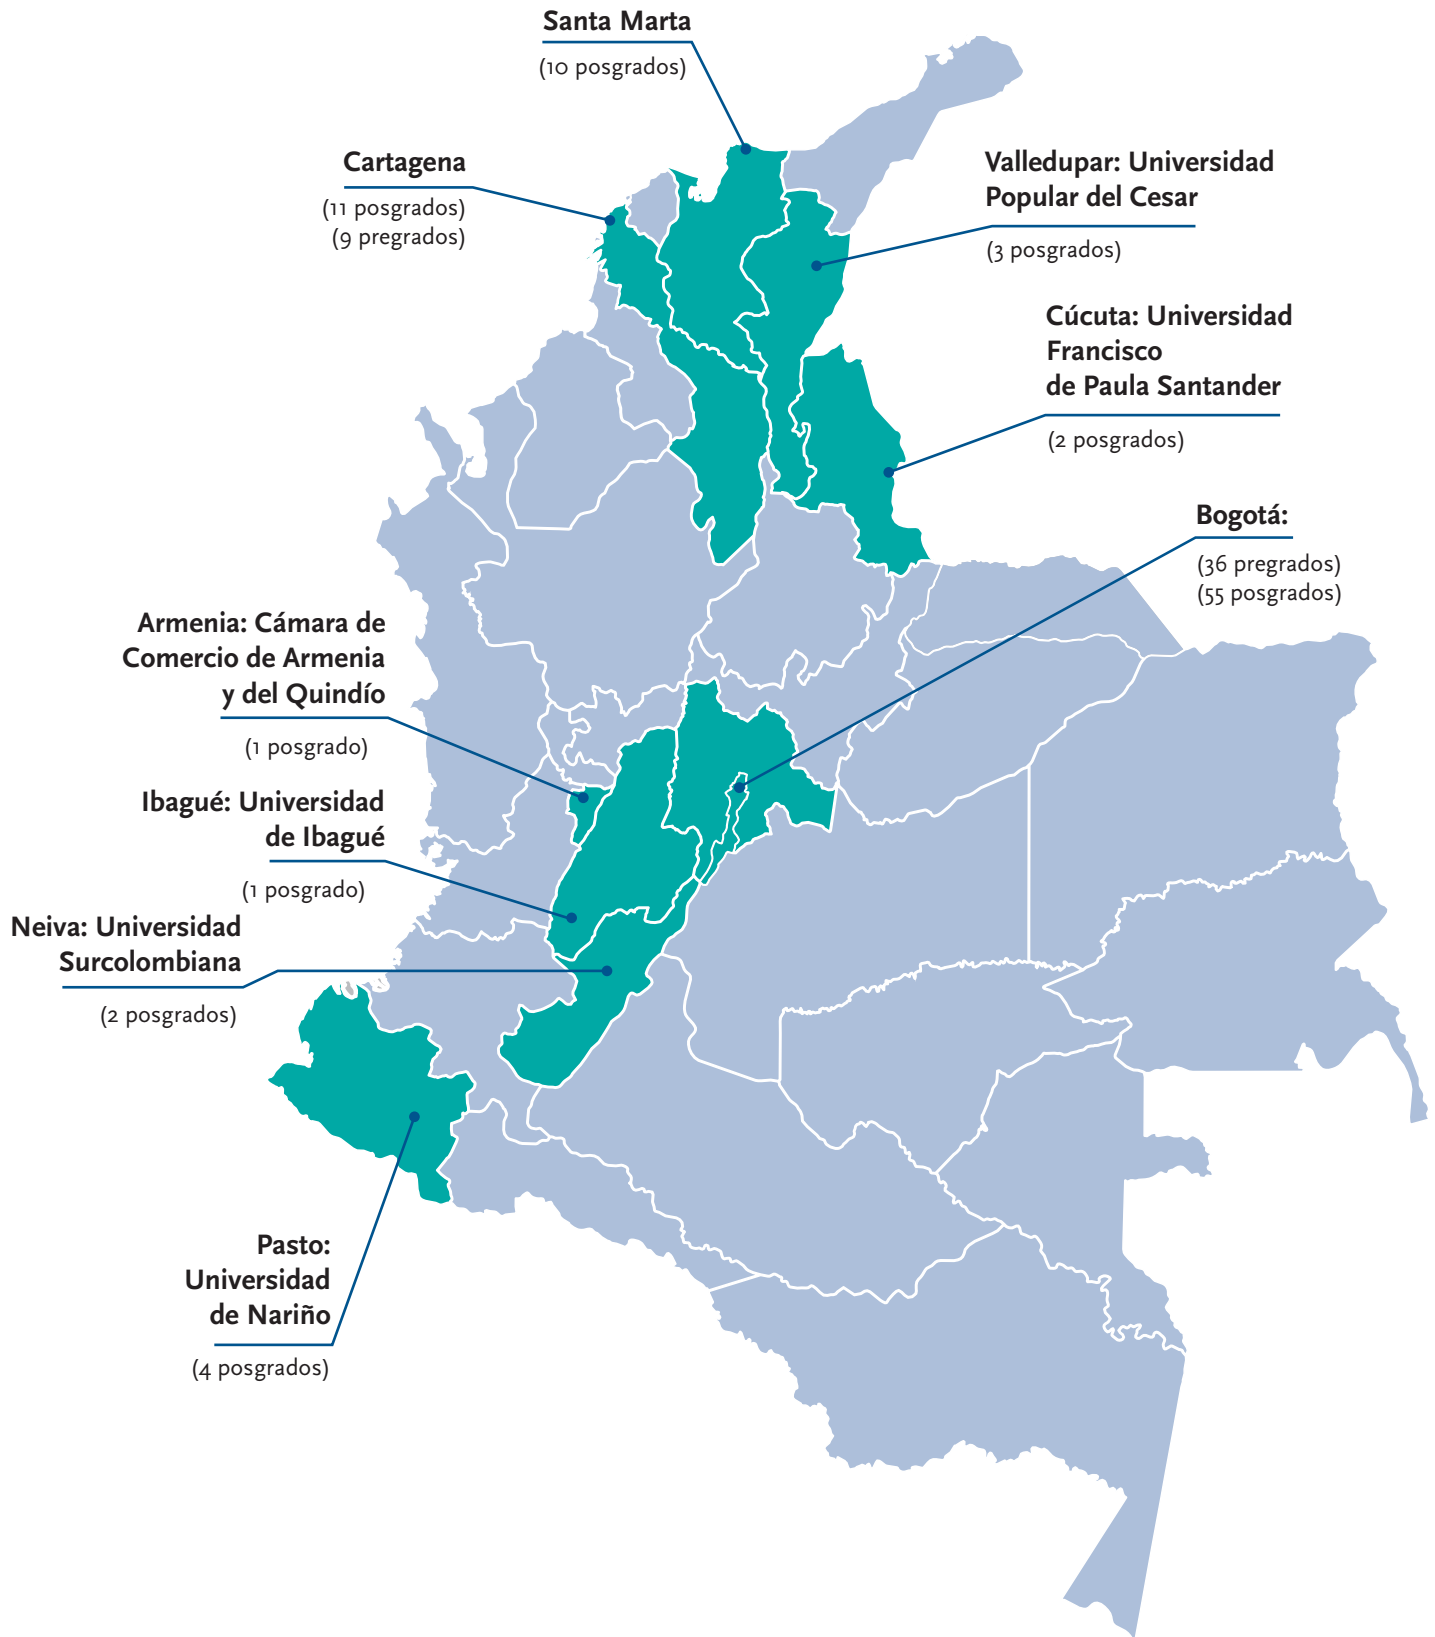 Santa Marta
(10 posgrados)
Cartagena
(11 posgrados)
(9 pregrados)
Valledupar: Universidad
Popular del Cesar
(3 posgrados)
Cúcuta: Universidad
Francisco
de Paula Santander
(2 posgrados)
Bogotá:
(36 pregrados)
(55 posgrados)
Armenia: Cámara de
Comercio de Armenia
y del Quindío
(1 posgrado)
Ibagué: Universidad
de Ibagué
(1 posgrado)
Neiva: Universidad
Surcolombiana
(2 posgrados)
Pasto:
Universidad
de Nariño
(4 posgrados)